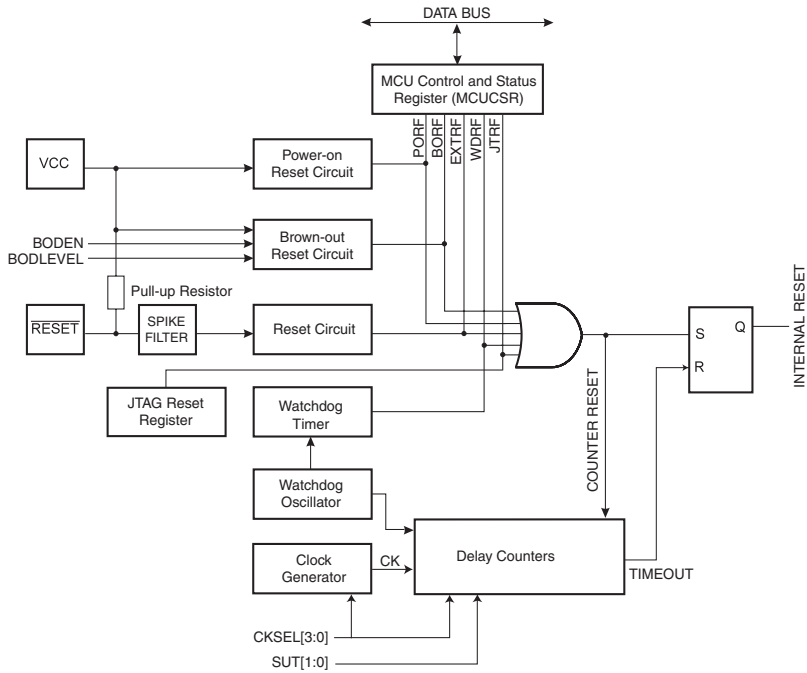 DATA BUS
MCU Control and Status
Register (MCUCSR)
PORF
BORF
EXTRF
WDRF
JTRF
VCC
Power-on
Reset Circuit
BODEN
BODLEVEL
Brown-out
Reset Circuit
Pull-up Resistor
RESET
SPIKE
FILTER
Reset Circuit
JTAG Reset
Register
Watchdog
Timer
Watchdog
Oscillator
Clock
Generator
CK
CKSEL[3:0]
SUT[1:0]
Delay Counters
COUNTER RESET
TIMEOUT
S
R
Q
INTERNAL RESET